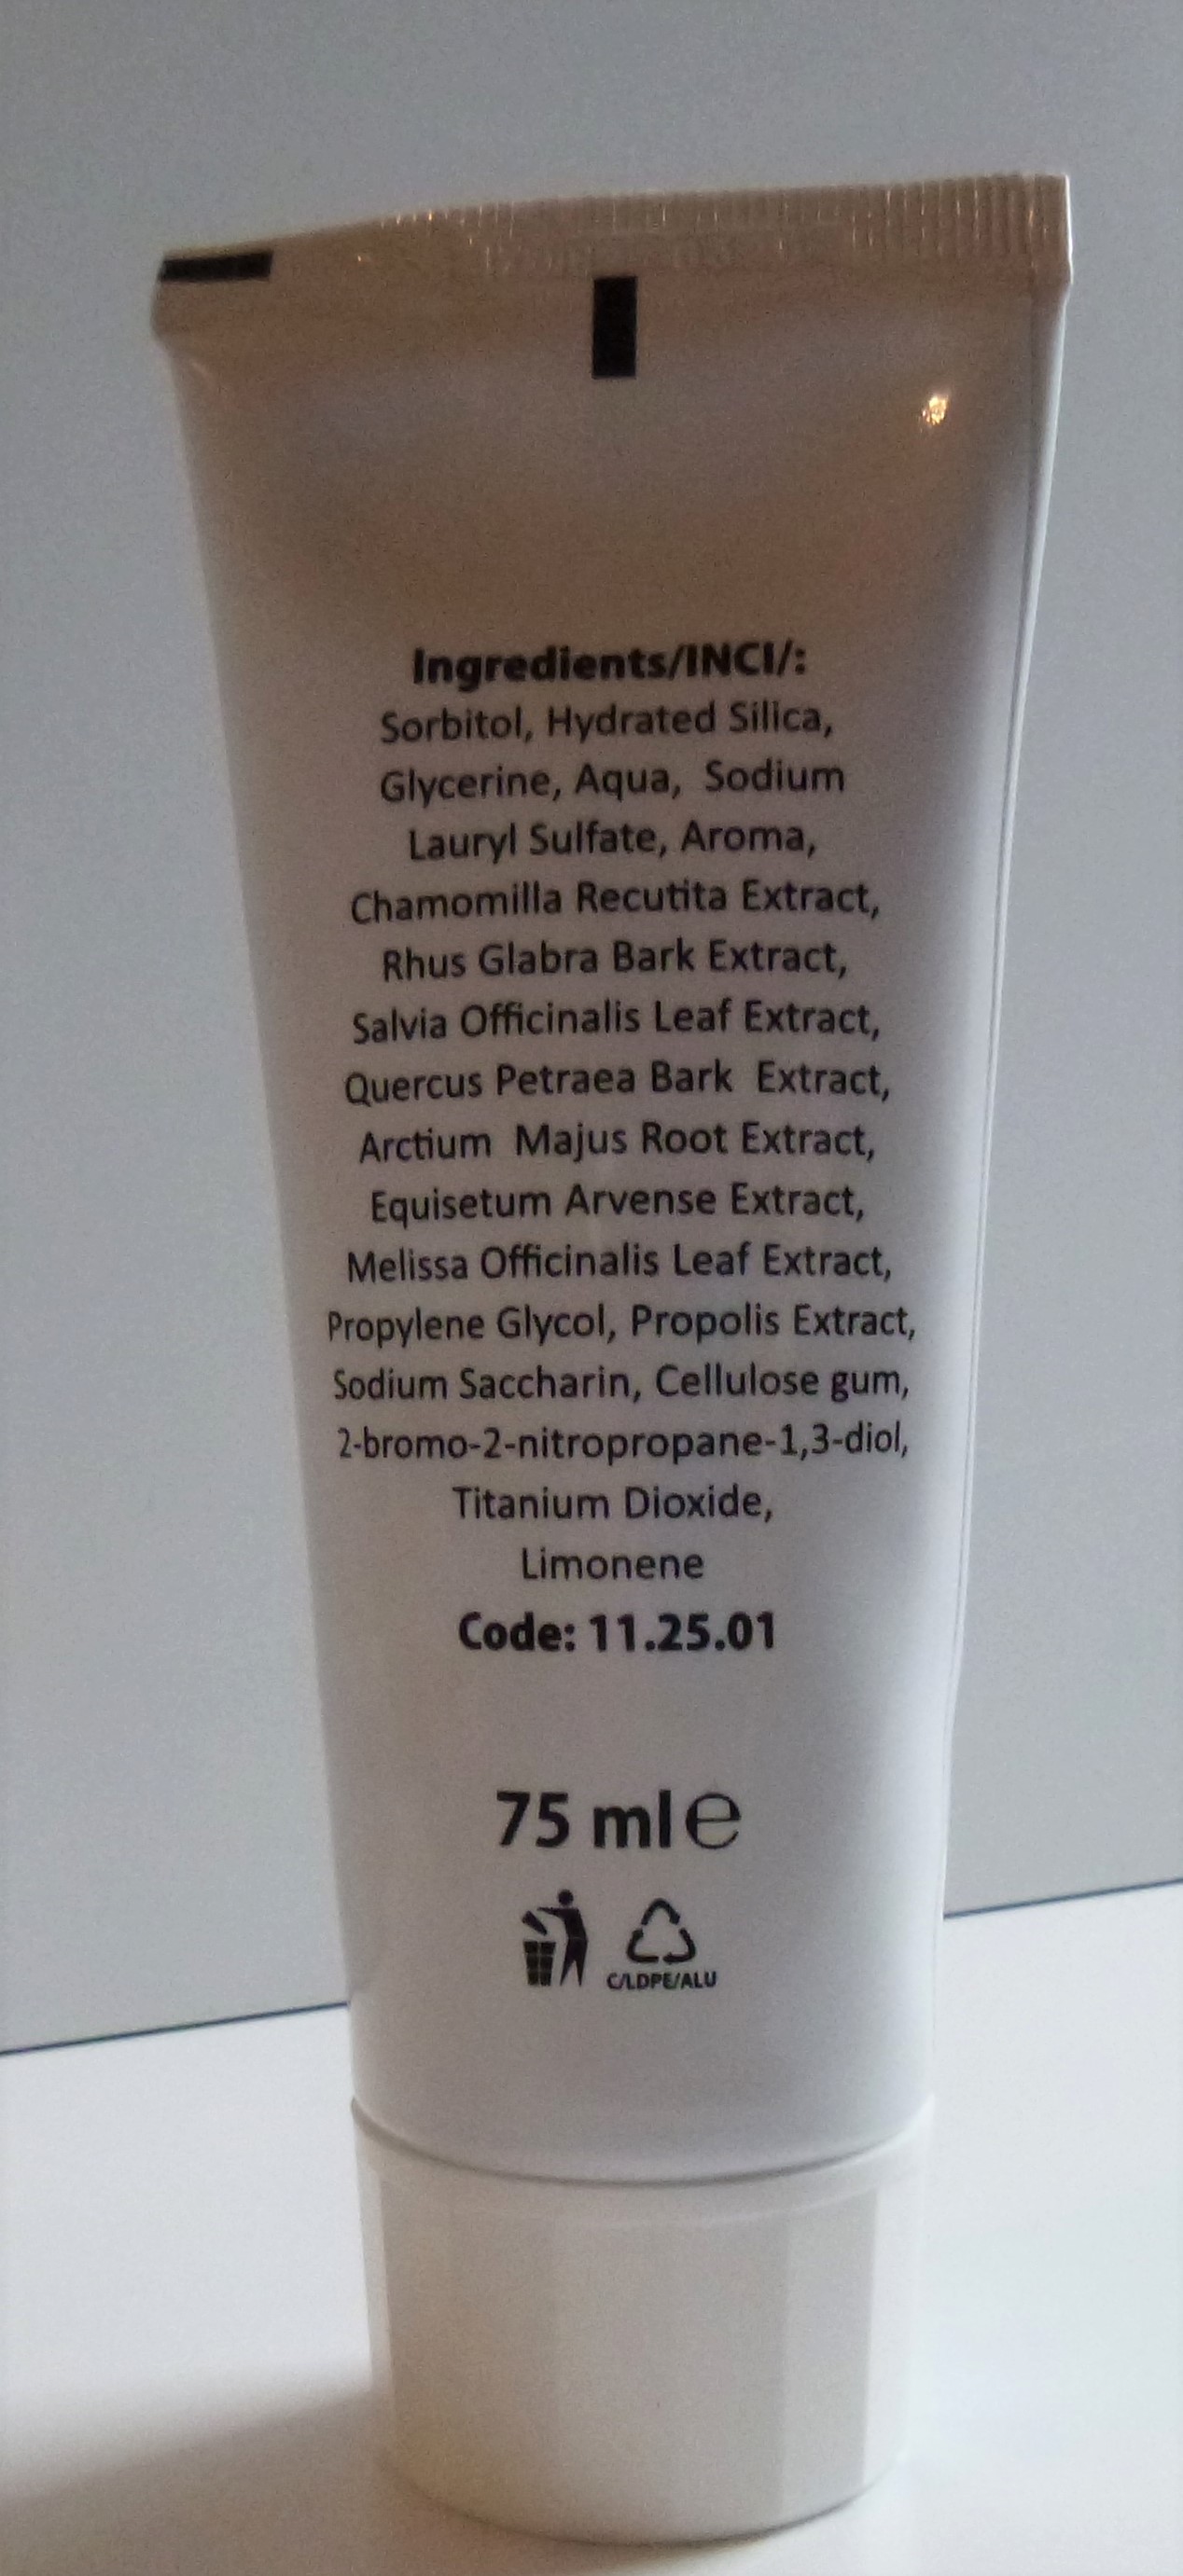 Ingredients/INCI/:
Sorbitol, Hydrated Silica,
Glycerine, Aqua, Sodium
Lauryl Sulfate, Aroma,
Chamomilla Recutita Extract,
Rhus Glabra Bark Extract,
Salvia Officinalis Leaf Extract,
Quercus Petraea Bark Extract,
Arctium Majus Root Extract,
Equisetum Arvense Extract,
Melissa Officinalis Leaf Extract,
Propylene Glycol, Propolis Extract,
Sodium Saccharin, Cellulose gum,
2-bromo-2-nitropropane-1,3-diol,
Titanium Dioxide,
Limonene
Code: 11.25.01
75 ml ℮
C/LDPE/ALU